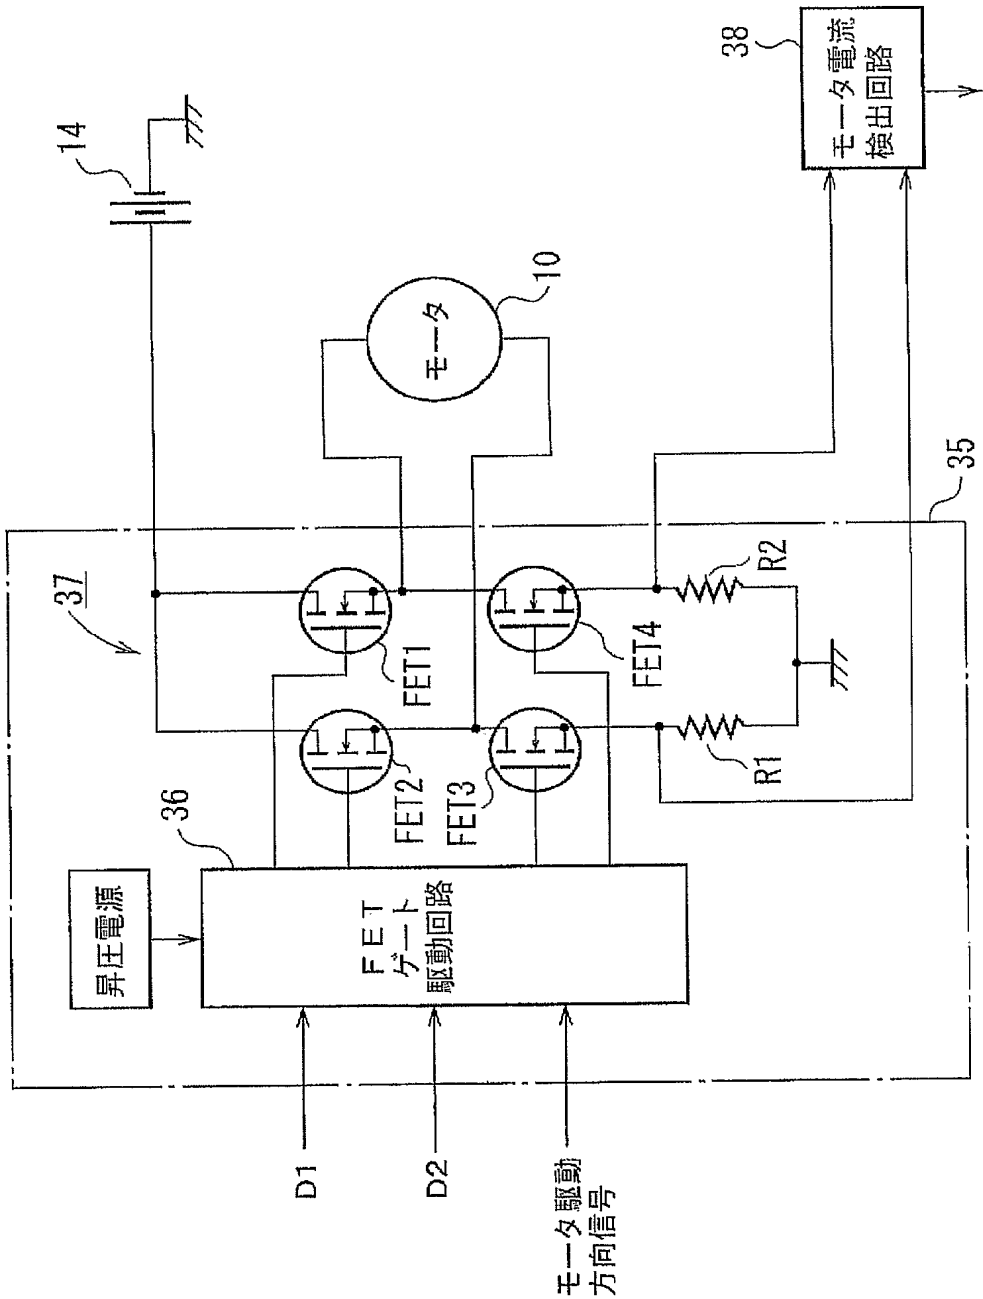 昇圧電源
36
FET
ゲート
駆動回路
D1
D2
モータ駆動
方向信号
37
FET1
FET2
FET3
FET4
R1
R2
35
14
モータ
10
38
モータ電流
検出回路